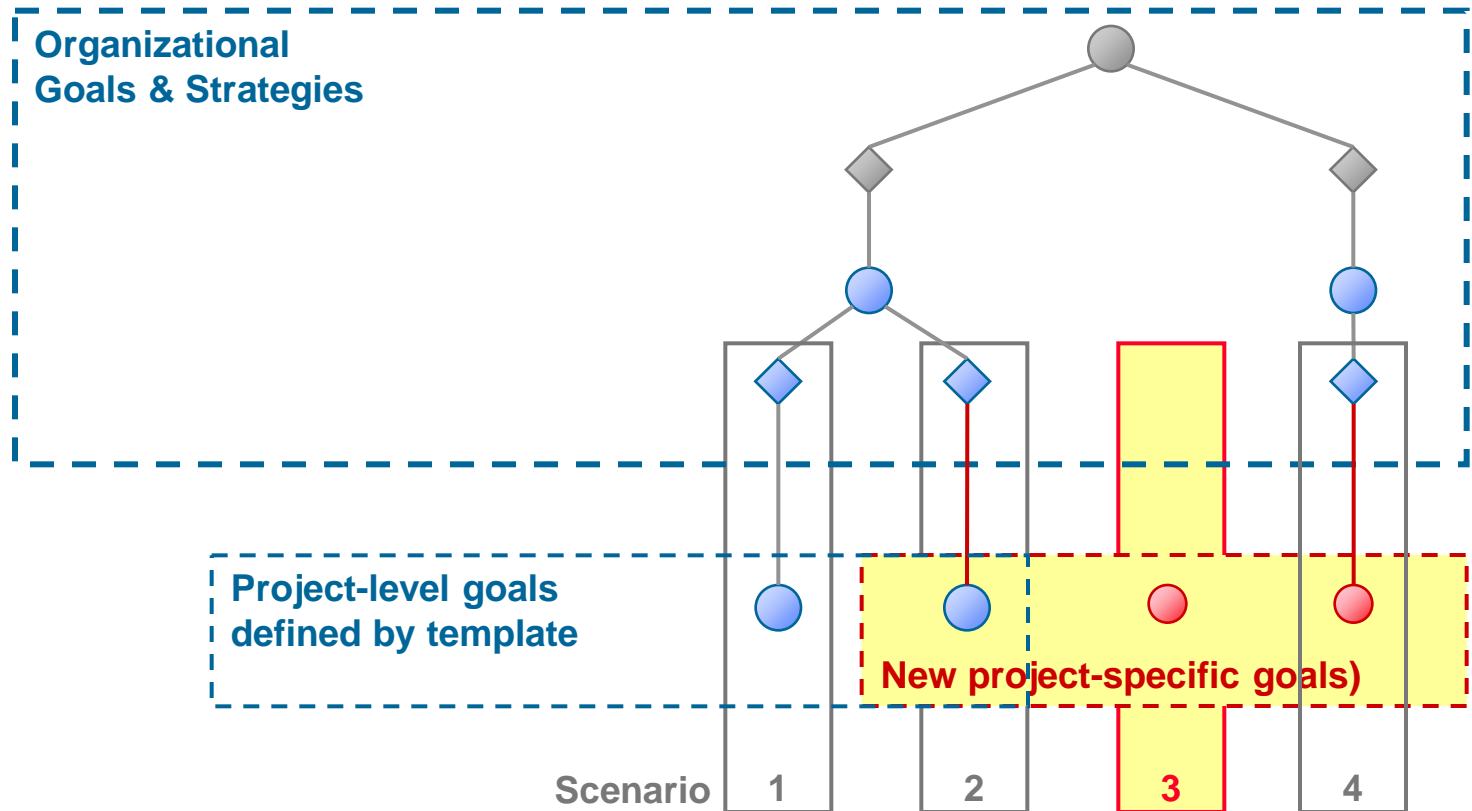 Organizational
Goals & Strategies
Project-level goals
defined by template
New project-specific goals)
Scenario 1 2 3 4